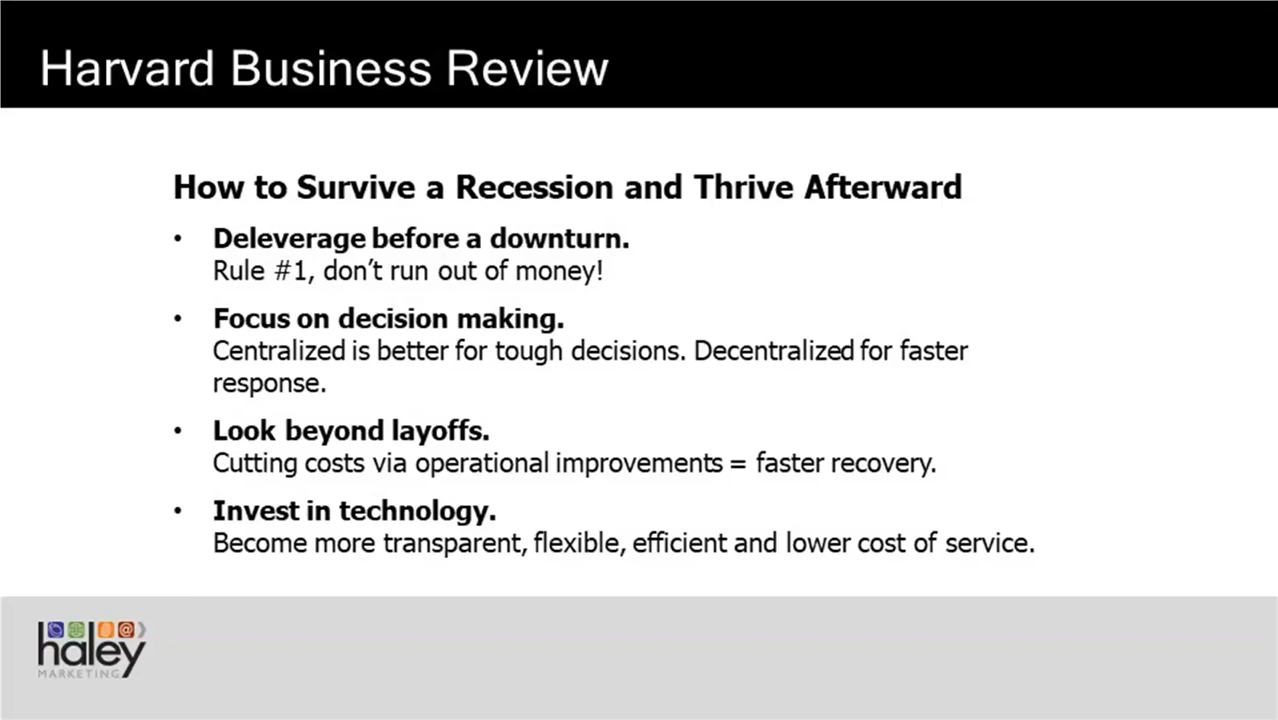 Harvard Business Review
How to Survive a Recession and Thrive Afterward
• Deleverage before a downturn.
Rule #1, don't run out of money!
• Focus on decision making.
Centralized is better for tough decisions. Decentralized for faster
response.
• Look beyond layoffs.
Cutting costs via operational improvements = faster recovery.
• Invest in technology.
Become more transparent, flexible, efficient and lower cost of service.
haley
MARKETING